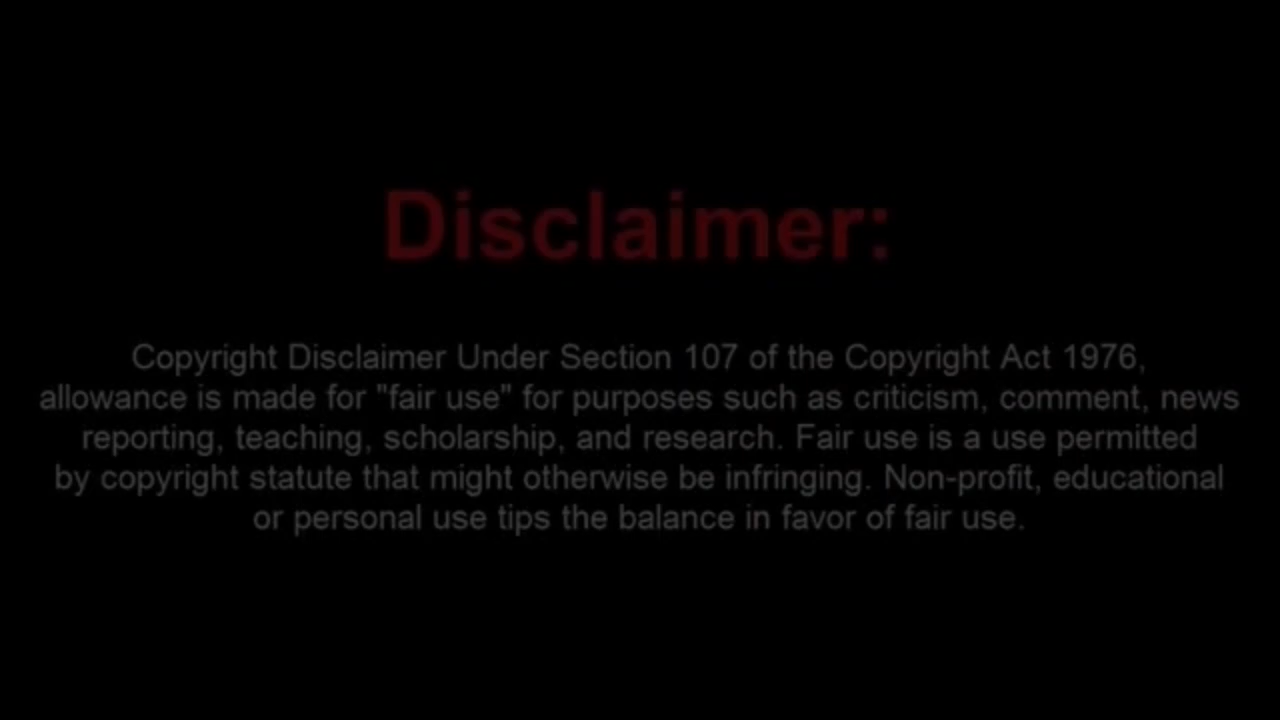 Disclaimer:
Copyright Disclaimer Under Section 107 of the Copyright Act 1976,
allowance is made for "fair use" for purposes such as criticism, comment, news
reporting, teaching, scholarship, and research. Fair use is a use permitted
by copyright statute that might otherwise be infringing. Non-profit, educational
or personal use tips the balance in favor of fair use.